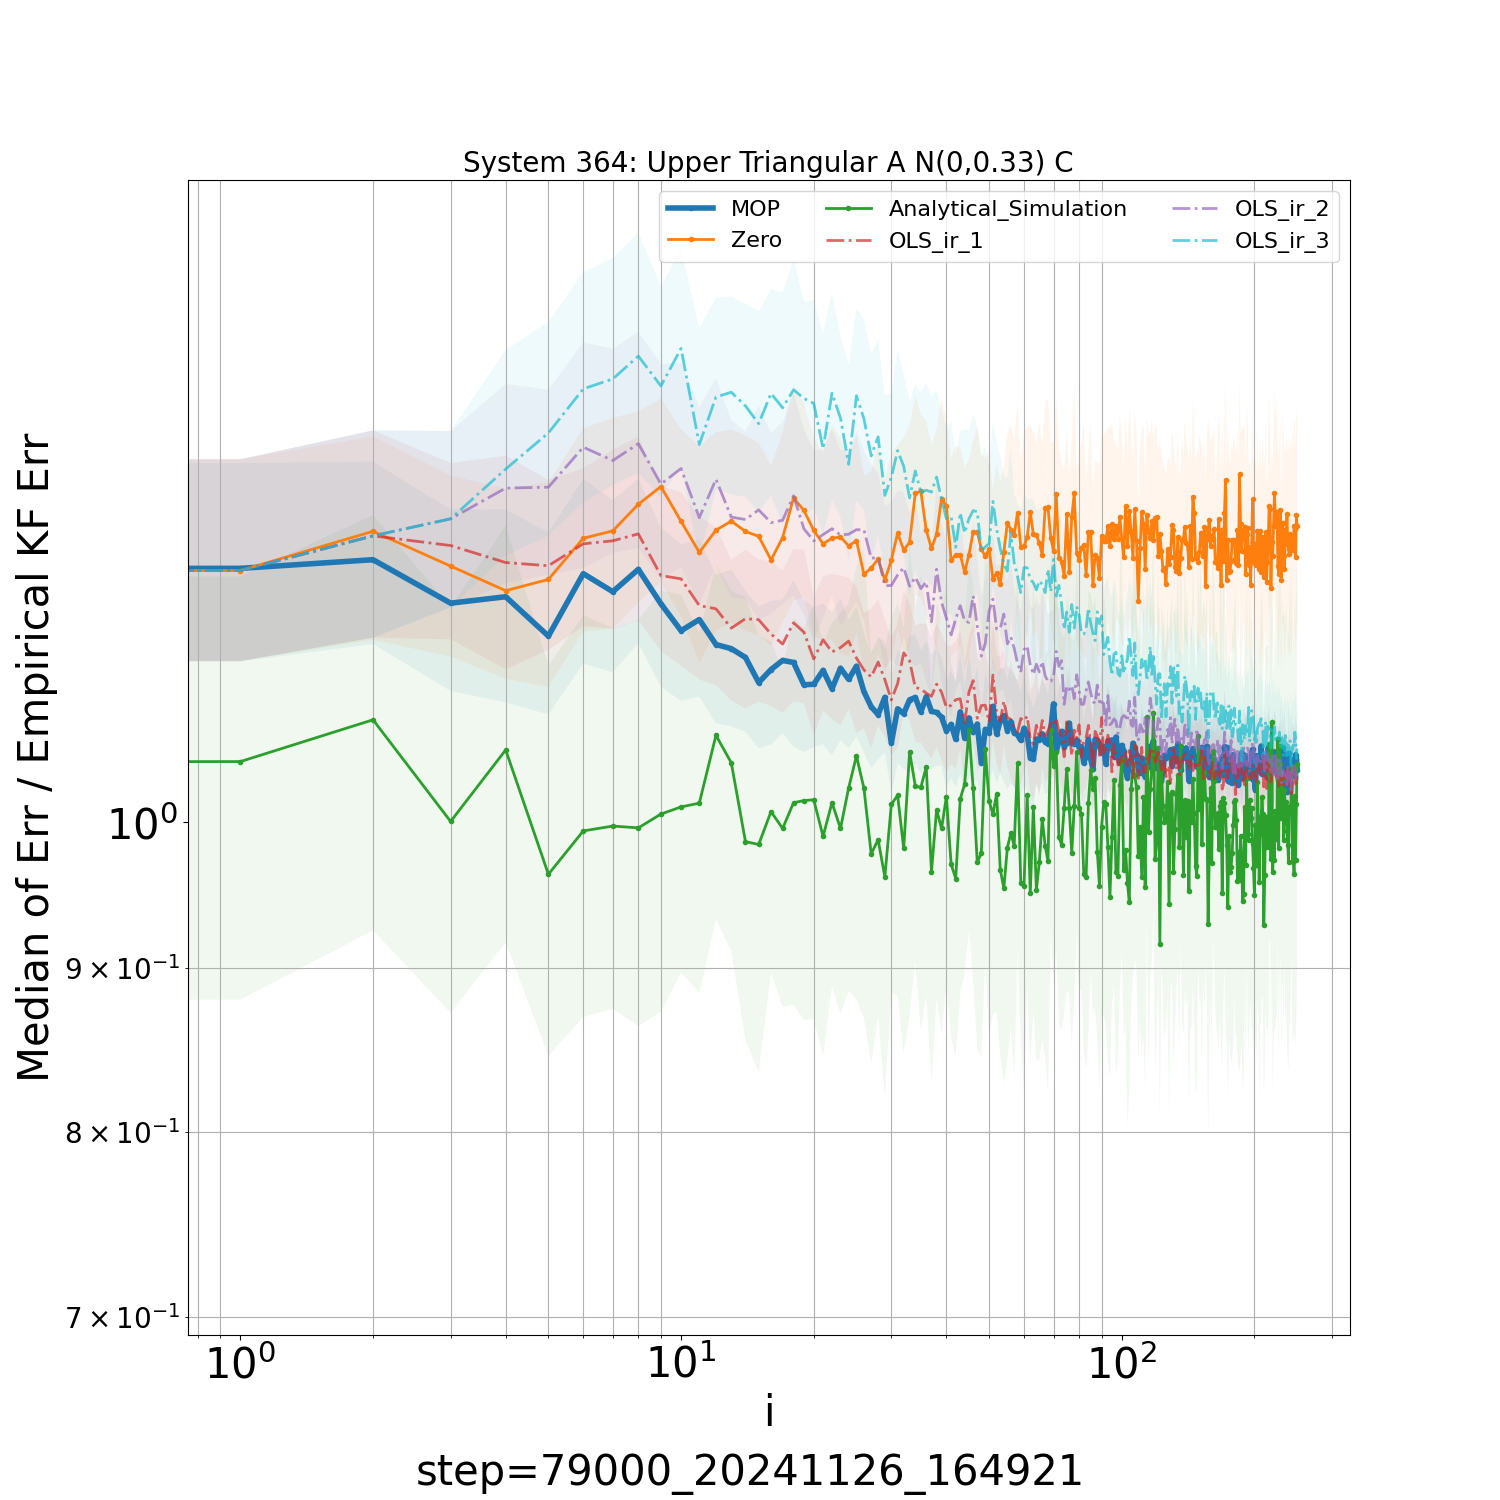 System 364: Upper Triangular A N(0,0.33) C
MOP
Zero
Analytical_Simulation
OLS_ir_1
OLS_ir_2
OLS_ir_3
Median of Err / Empirical KF Err
10⁰
9 × 10⁻¹
8 × 10⁻¹
7 × 10⁻¹
10⁰ 10¹ 10²
i
step=79000_20241126_164921